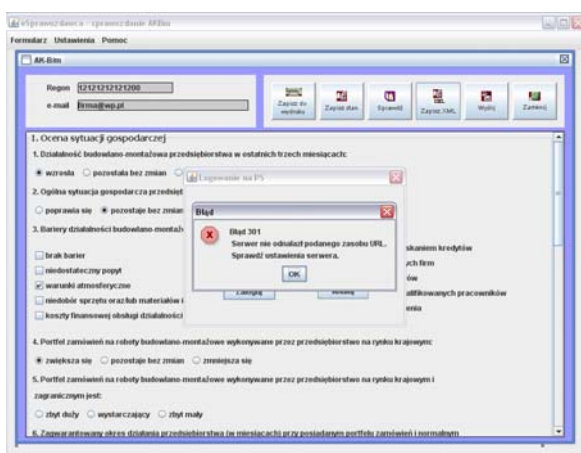 eSprawozdawca - sprawozdanie AKBm
Formularz Ustawienia Pomoc
AK-Bm
Regon 12121212121200
e-mail firma@wp.pl
Zapisz do wydruku Zapisz stan Sprawdź Zapisz XML Wyślij Zamknij
I. Ocena sytuacji gospodarczej
1. Działalność budowlano-montażowa przedsiębiorstwa w ostatnich trzech miesiącach:
wzrosła pozostała bez zmian
Logowanie na PS
2. Ogólna sytuacja gospodarcza przedsięb
poprawia się pozostaje bez zmian
Błąd
3. Bariery działalności budowlano-montaż
Błąd 301
Serwer nie odnalazł podanego zasobu URL.
Sprawdź ustawienia serwera.
OK
brak barier
skaniem kredytów
niedostateczny popyt
ych firm
warunki atmosferyczne
ów
niedobór sprzętu oraz/lub materiałów i
alifikowanych pracowników
koszty finansowej obsługi działalności
enia
4. Portfel zamówień na roboty budowlano-montażowe wykonywane przez przedsiębiorstwo na rynku krajowym:
zwiększa się pozostaje bez zmian zmniejsza się
5. Portfel zamówień na roboty budowlano-montażowe wykonywane przez przedsiębiorstwo na rynku krajowym i
zagranicznym jest:
zbyt duży wystarczający zbyt mały
6. Zagwarantowany okres działania przedsiębiorstwa (w miesiącach) przy posiadanym portfelu zamówień i normalnym